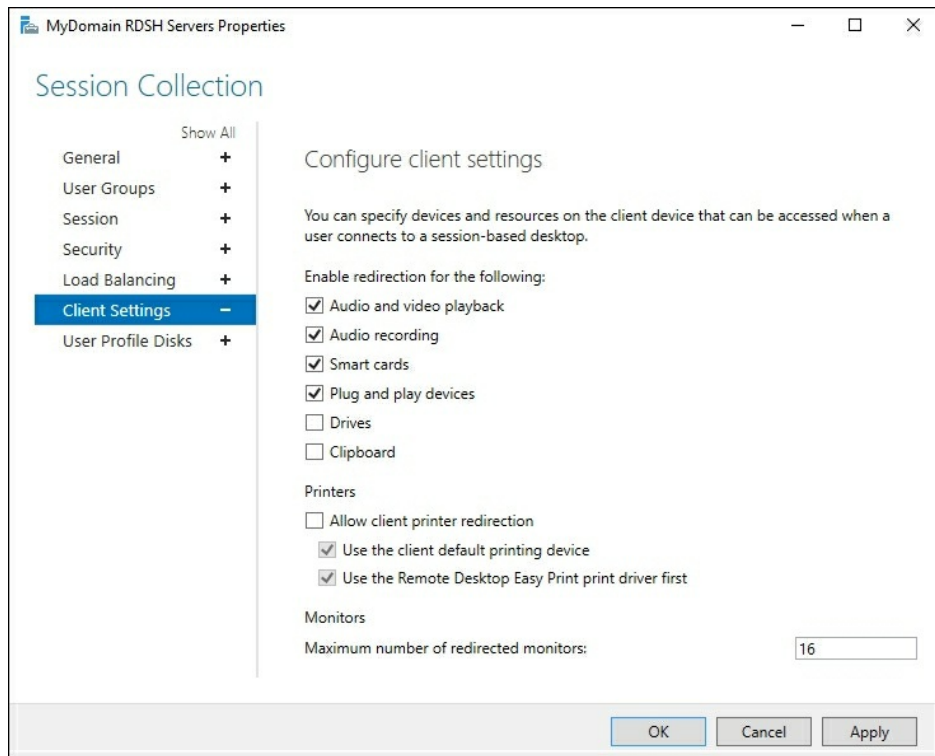 MyDomain RDSH Servers Properties
Session Collection
Show All
General +
User Groups +
Session +
Security +
Load Balancing +
Client Settings −
User Profile Disks +
Configure client settings
You can specify devices and resources on the client device that can be accessed when a
user connects to a session-based desktop.
Enable redirection for the following:
Audio and video playback
Audio recording
Smart cards
Plug and play devices
Drives
Clipboard
Printers
Allow client printer redirection
Use the client default printing device
Use the Remote Desktop Easy Print print driver first
Monitors
Maximum number of redirected monitors: 16
OK Cancel Apply